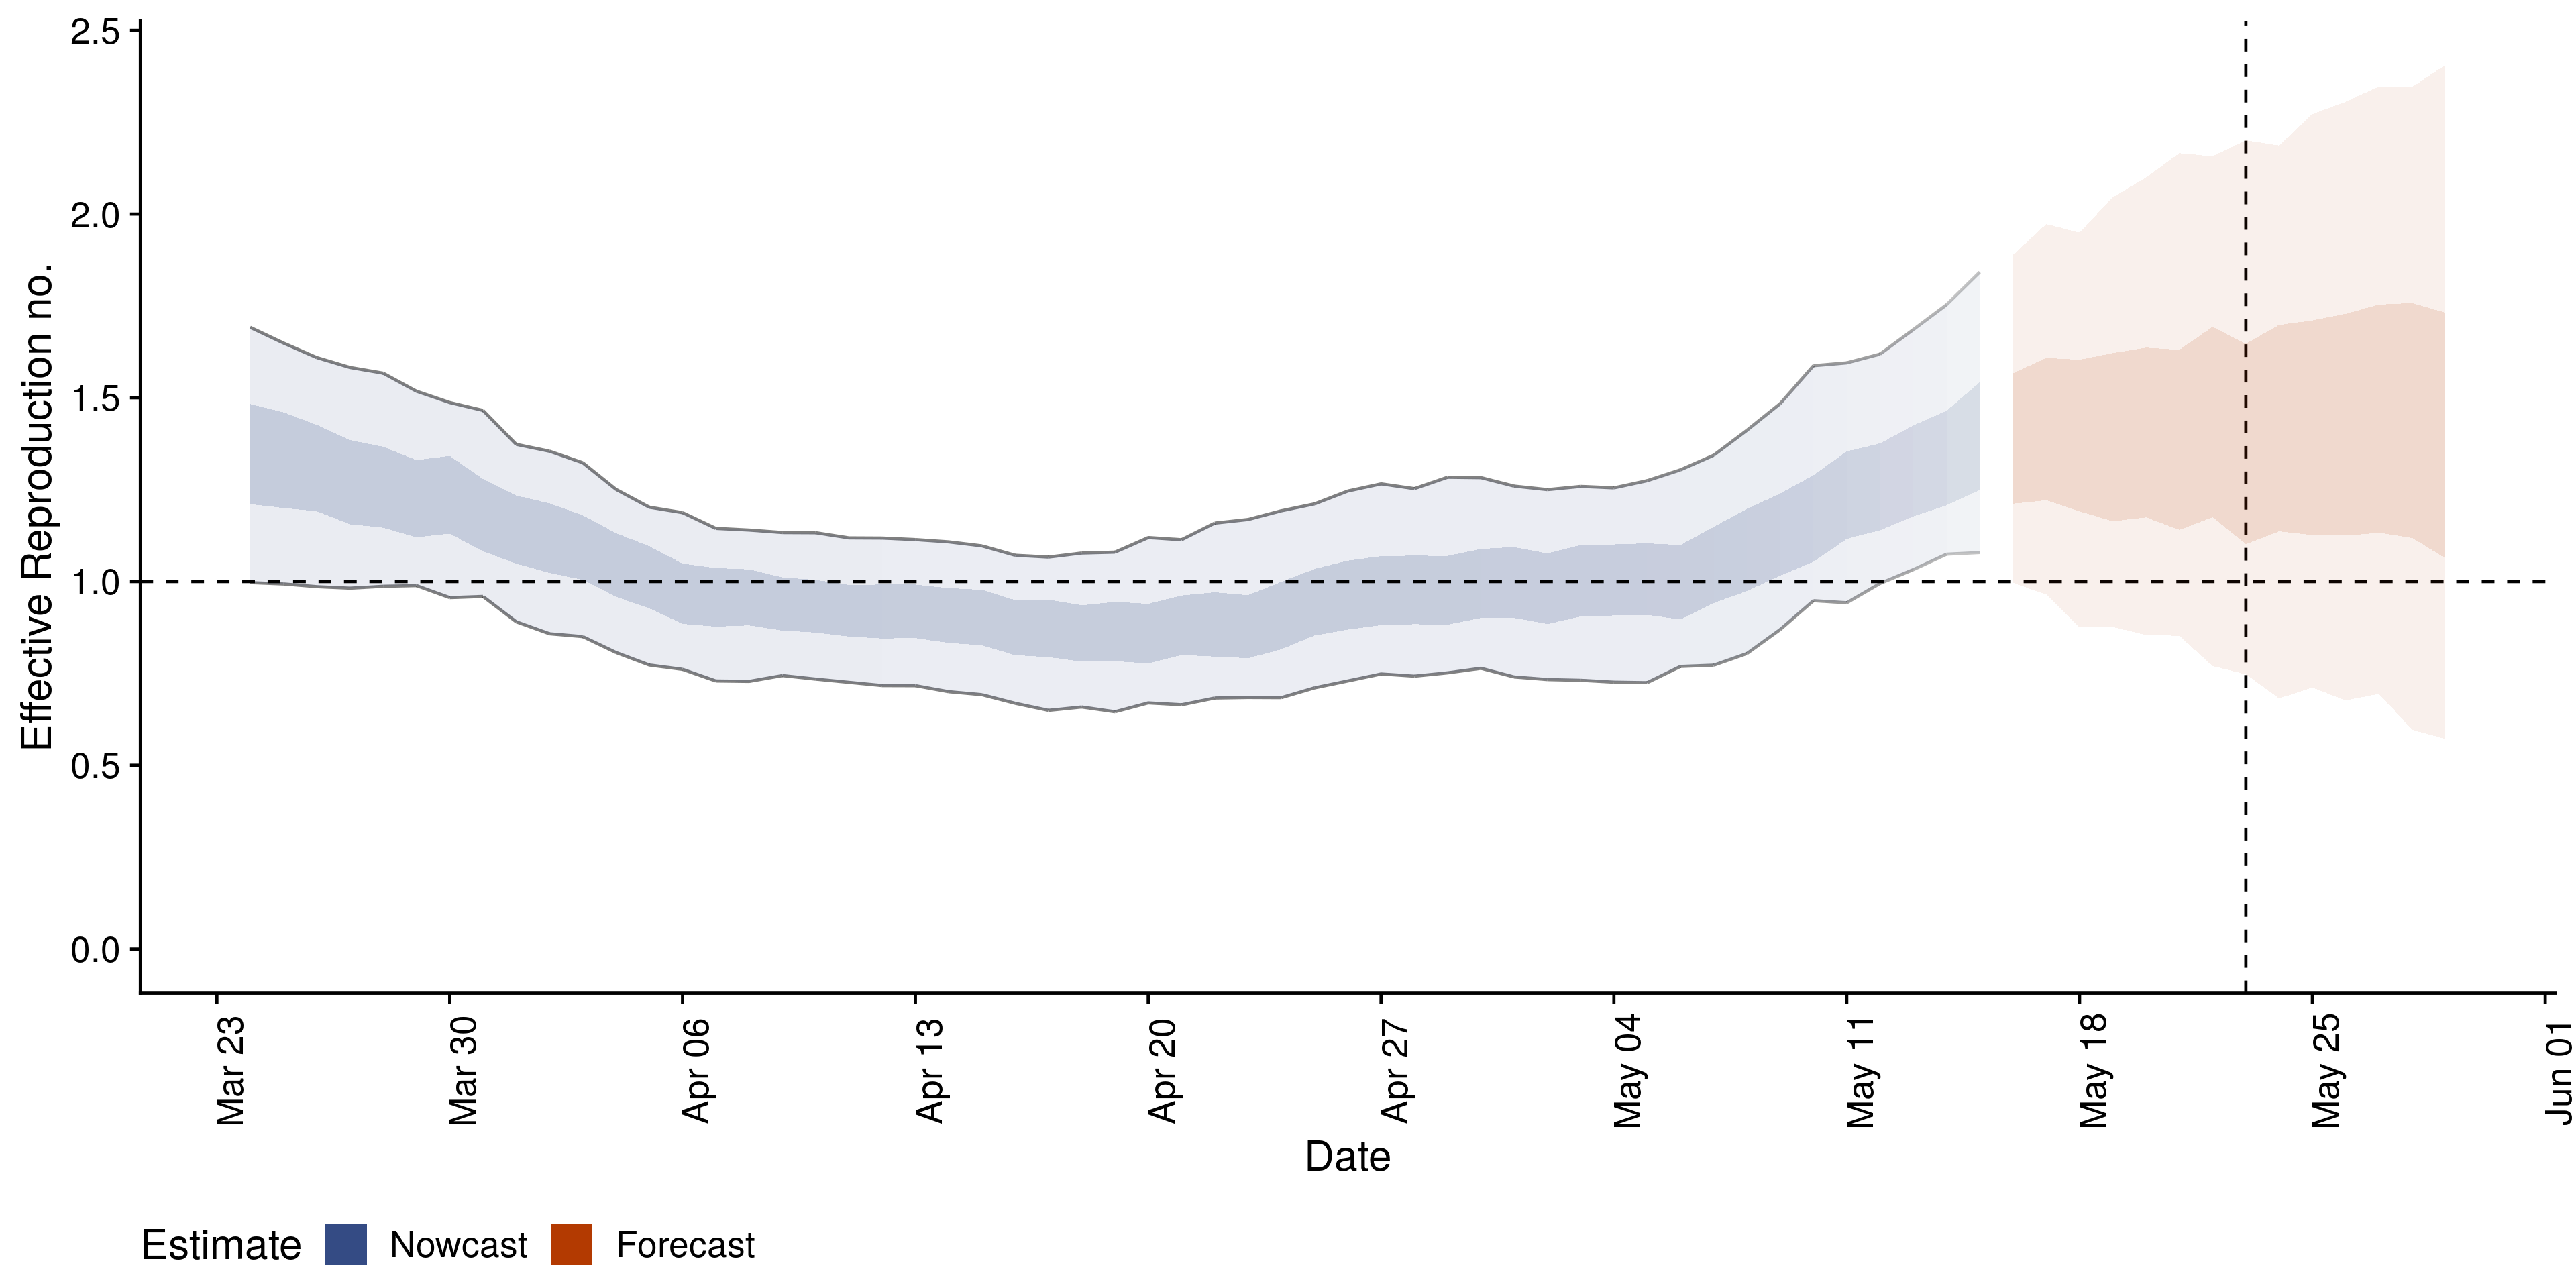 Effective Reproduction no.
2.5
2.0
1.5
1.0
0.5
0.0
Mar 23
Mar 30
Apr 06
Apr 13
Apr 20
Apr 27
May 04
May 11
May 18
May 25
Jun 01
Date
Estimate Nowcast Forecast